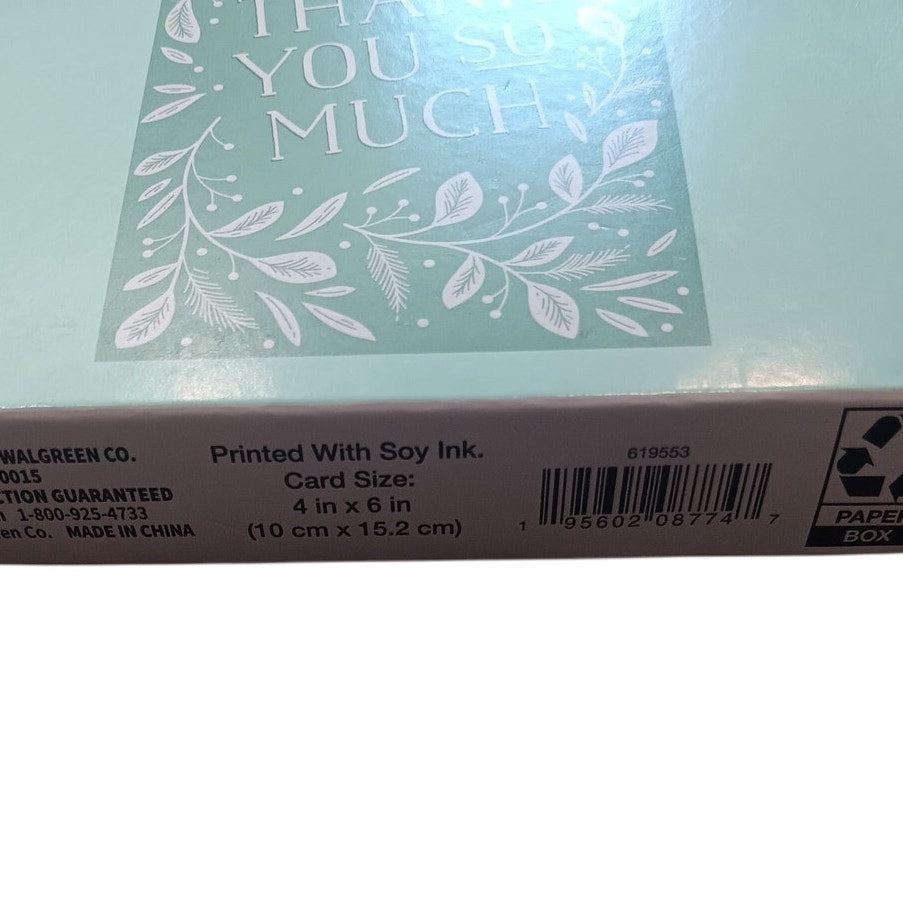 THANK
YOU SO
MUCH
WALGREEN CO.
0015
CTION GUARANTEED
1-800-925-4733
en Co. MADE IN CHINA
Printed With Soy Ink.
Card Size:
4 in x 6 in
(10 cm x 15.2 cm)
619553
1 95602 08774 7
PAPER
BOX